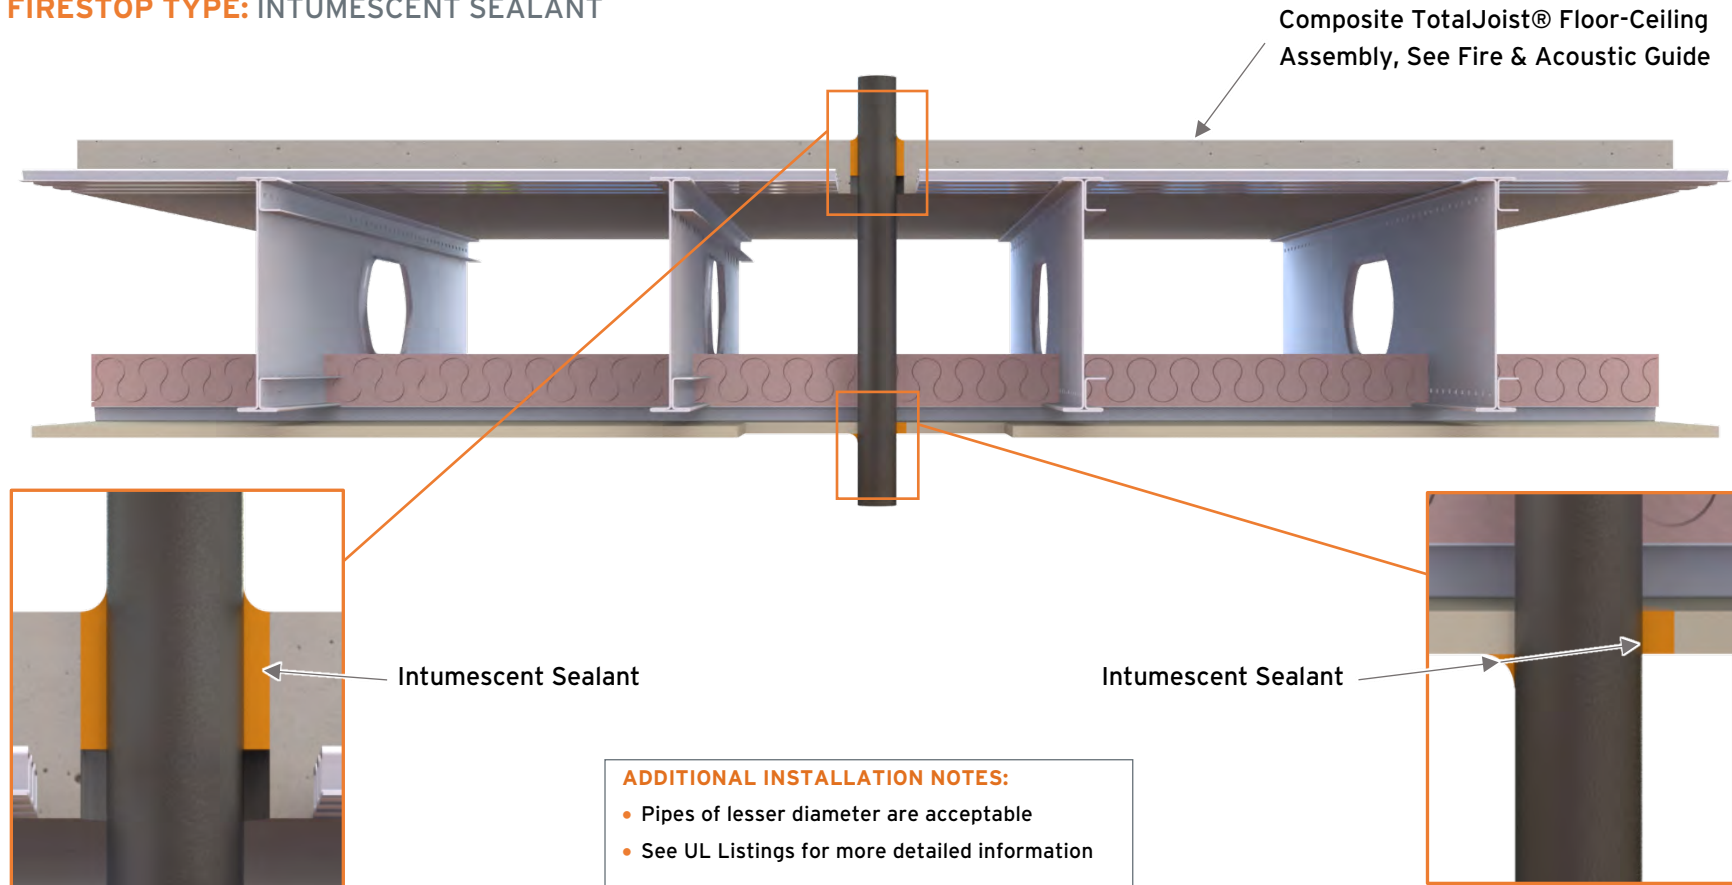 FIRESTOP TYPE: INTUMESCENT SEALANT
Composite TotalJoist® Floor-Ceiling
Assembly, See Fire & Acoustic Guide
Intumescent Sealant
Intumescent Sealant
ADDITIONAL INSTALLATION NOTES:
• Pipes of lesser diameter are acceptable
• See UL Listings for more detailed information